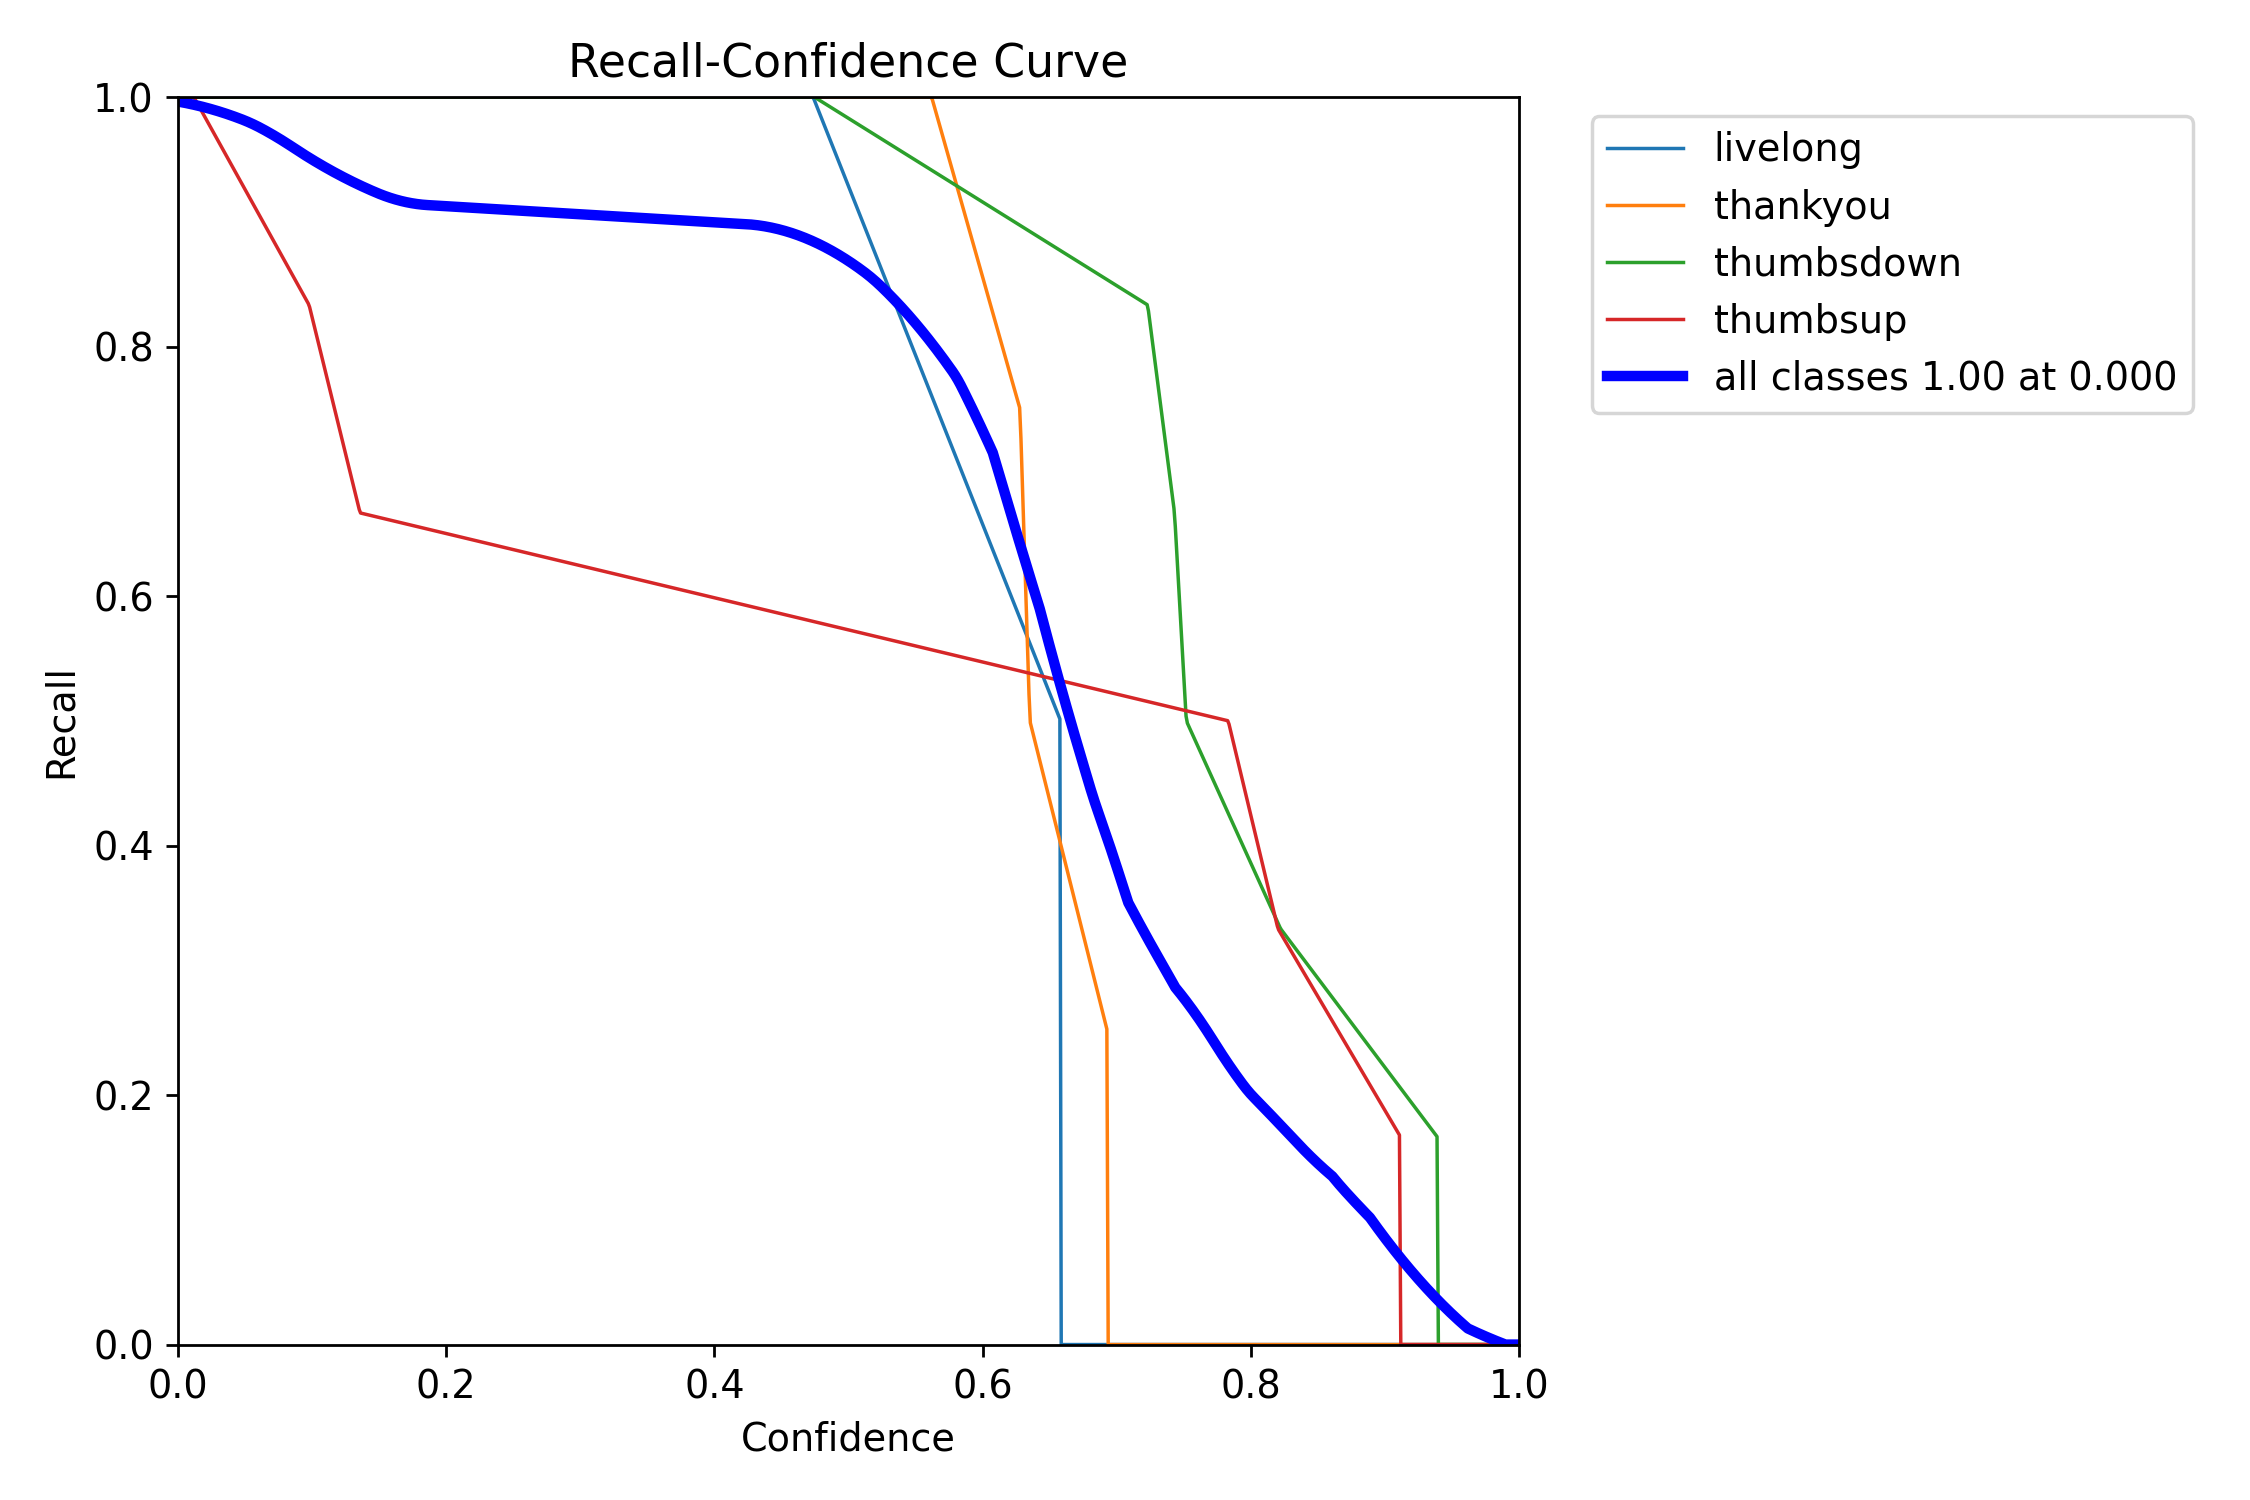 Recall-Confidence Curve
1.0
0.8
0.6
0.4
0.2
0.0
Recall
0.0 0.2 0.4 0.6 0.8 1.0
Confidence
livelong
thankyou
thumbsdown
thumbsup
all classes 1.00 at 0.000